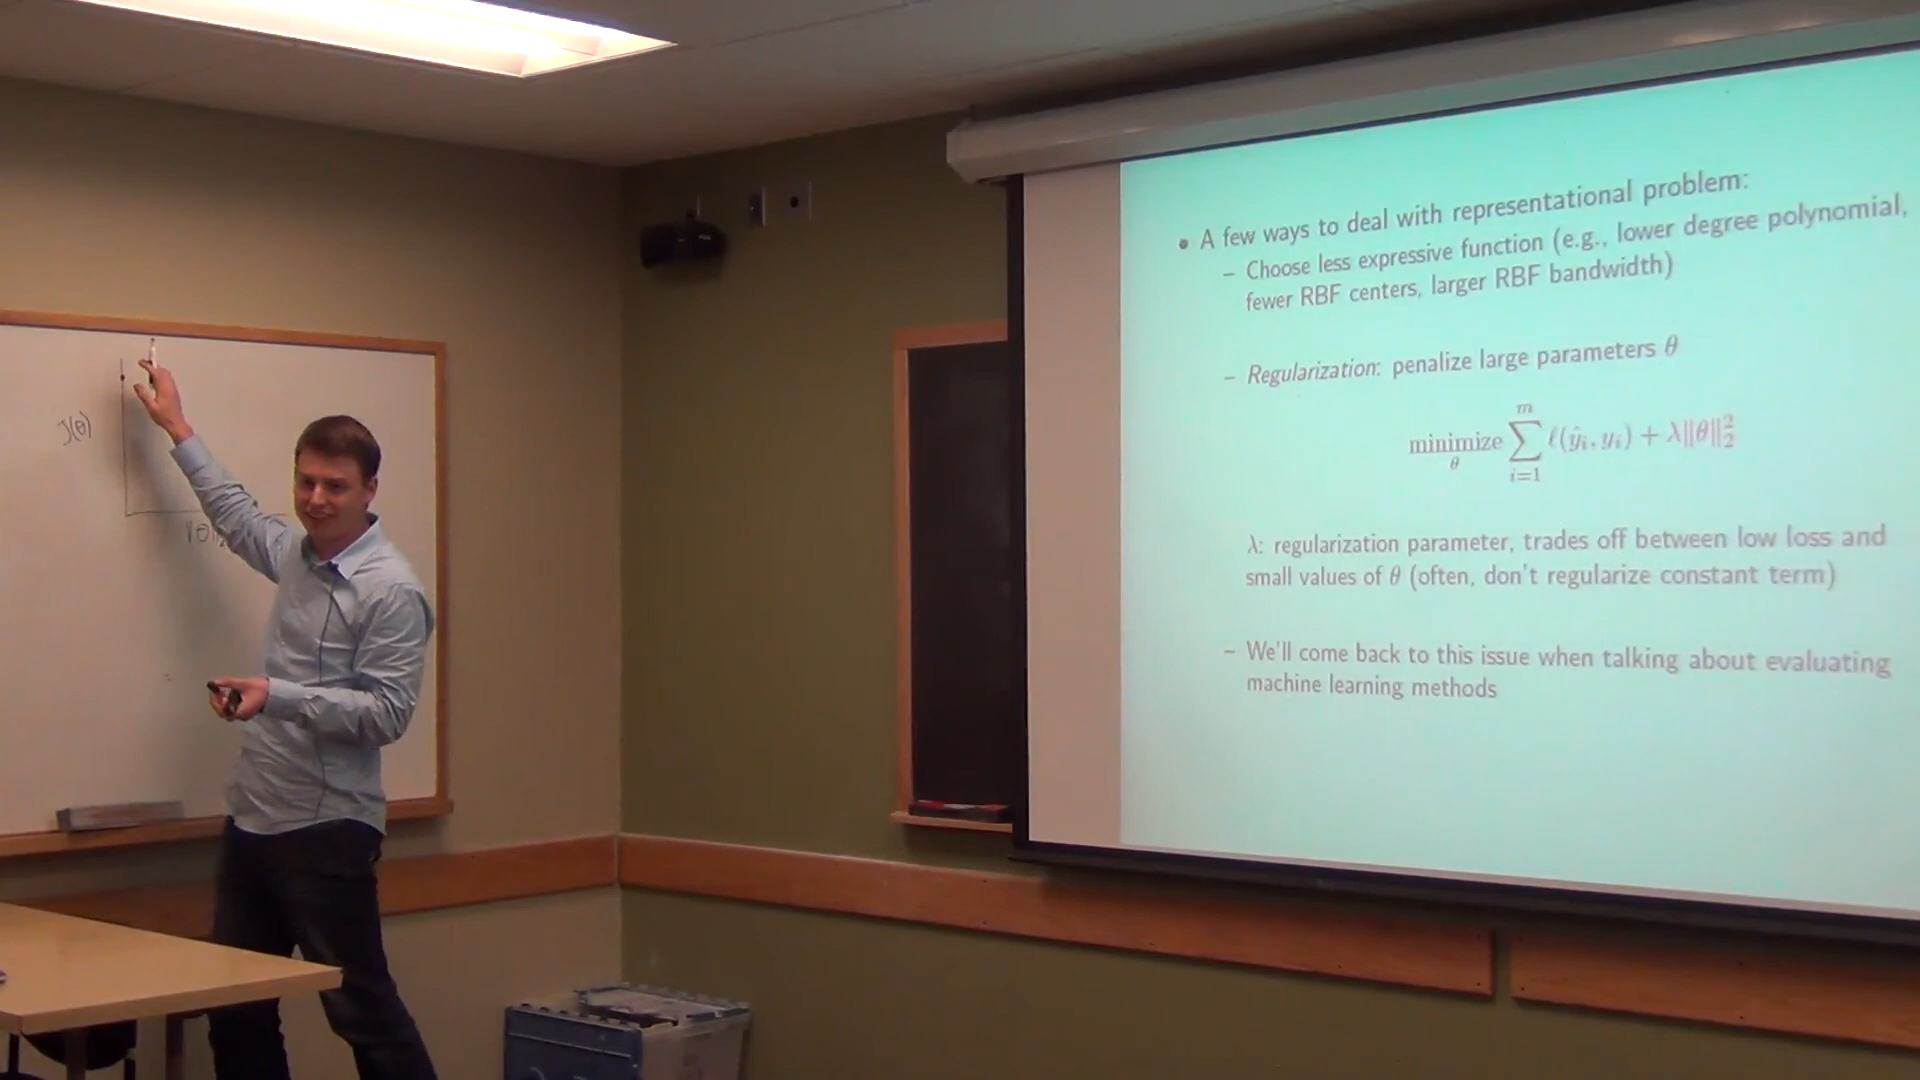 J(θ)
‖θ‖₂
• A few ways to deal with representational problem:
– Choose less expressive function (e.g., lower degree polynomial,
fewer RBF centers, larger RBF bandwidth)
– Regularization: penalize large parameters θ
minimize_θ ∑_{i=1}^{m} ℓ(ŷᵢ, yᵢ) + λ‖θ‖₂²
λ: regularization parameter, trades off between low loss and
small values of θ (often, don't regularize constant term)
– We'll come back to this issue when talking about evaluating
machine learning methods